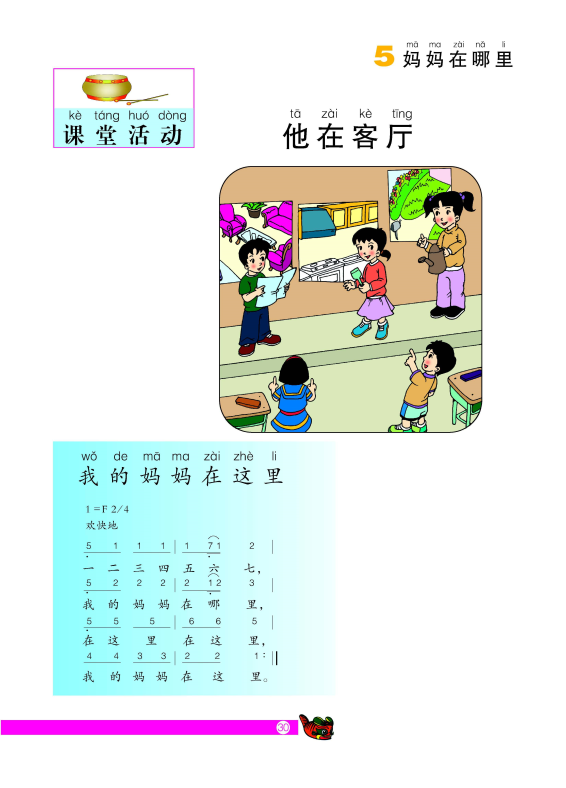 mā ma zài nǎ li
5 妈妈在哪里
kè táng huó dòng
课堂活动
tā zài kè tīng
他在客厅
wǒ de mā ma zài zhè li
我的妈妈在这里
1=F 2/4
欢快地
5 1 1 1 | 1 7 1 2 |
一 二 三 四 五 六 七，
5 2 2 2 | 2 1 2 3 |
我 的 妈 妈 在 哪 里，
5 5 5 | 6 6 5 |
在 这 里 在 这 里，
4 4 3 3 | 2 2 1 :‖
我 的 妈 妈 在 这 里。
30